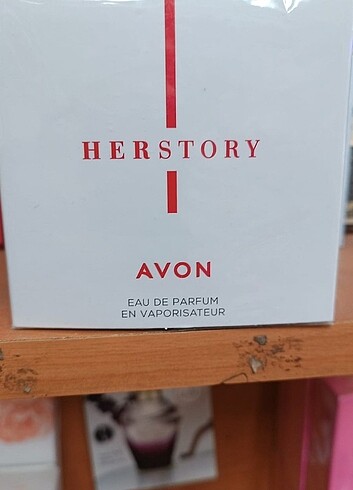 HERSTORY
AVON
EAU DE PARFUM
EN VAPORISATEUR